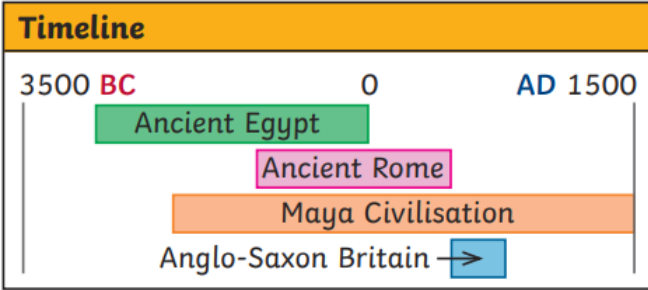 Timeline
3500 BC 0 AD 1500
Ancient Egypt
Ancient Rome
Maya Civilisation
Anglo-Saxon Britain